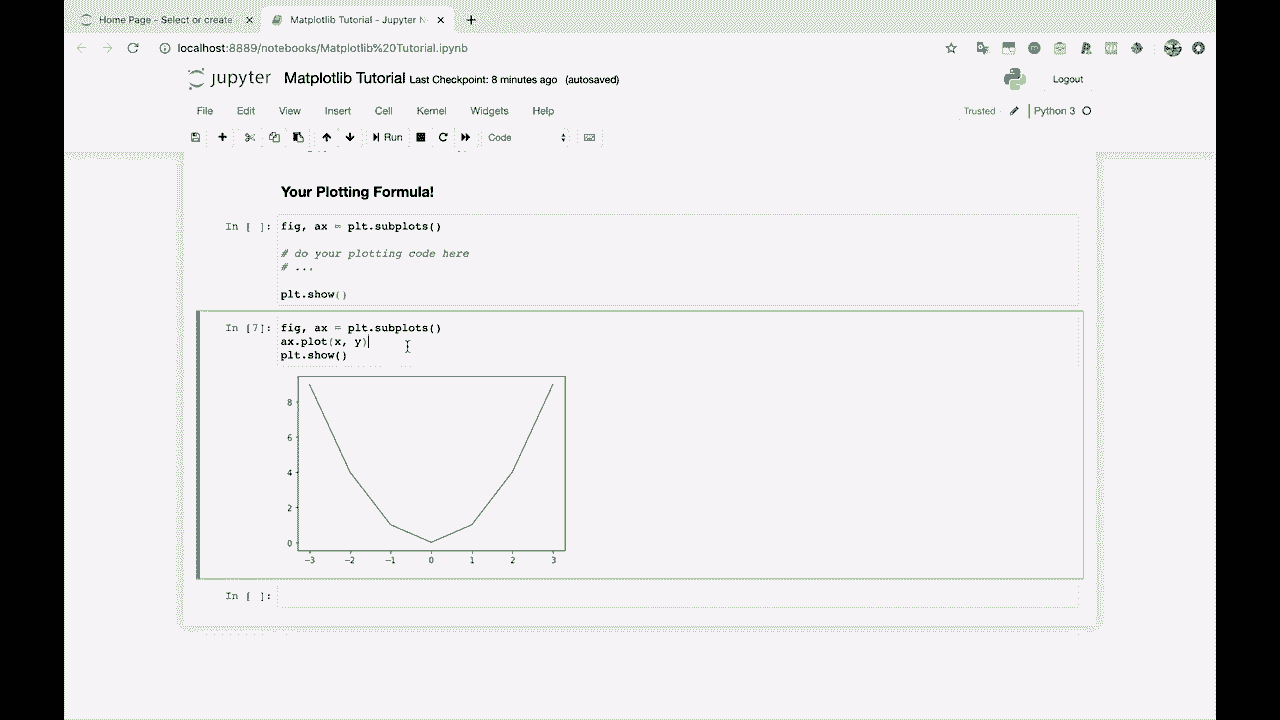 Home Page - Select or create
Matplotlib Tutorial - Jupyter N
localhost:8889/notebooks/Matplotlib%20Tutorial.ipynb
jupyter Matplotlib Tutorial Last Checkpoint: 8 minutes ago (autosaved)
Logout
File Edit View Insert Cell Kernel Widgets Help
Trusted Python 3
Run Code
Your Plotting Formula!
In [ ]: fig, ax = plt.subplots()
# do your plotting code here
# ...
plt.show()
In [7]: fig, ax = plt.subplots()
ax.plot(x, y)
plt.show()
8
6
4
2
0
−3 −2 −1 0 1 2 3
In [ ]: